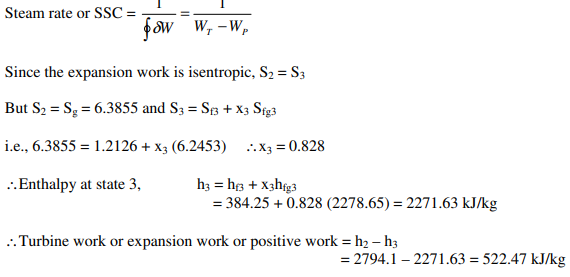 Steam rate or SSC = 1/∮δW = 1/(W_T − W_P)
Since the expansion work is isentropic, S₂ = S₃
But S₂ = S_g = 6.3855 and S₃ = S_f3 + x₃ S_fg3
i.e., 6.3855 = 1.2126 + x₃ (6.2453) ∴x₃ = 0.828
∴Enthalpy at state 3, h₃ = h_f3 + x₃h_fg3
= 384.25 + 0.828 (2278.65) = 2271.63 kJ/kg
∴Turbine work or expansion work or positive work = h₂ – h₃
= 2794.1 – 2271.63 = 522.47 kJ/kg